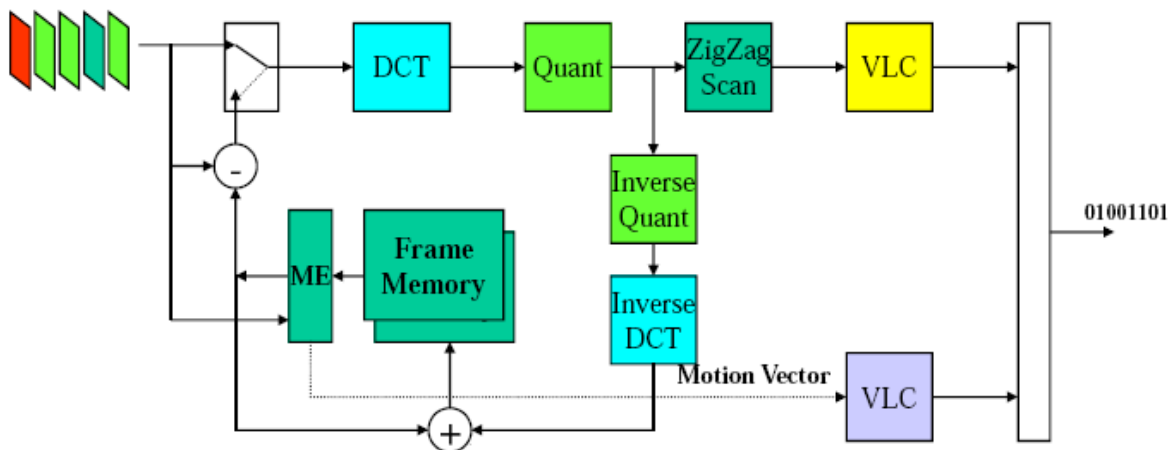 DCT
Quant
ZigZag
Scan
VLC
-
Inverse
Quant
01001101
ME
Frame
Memory
Inverse
DCT
Motion Vector
VLC
+